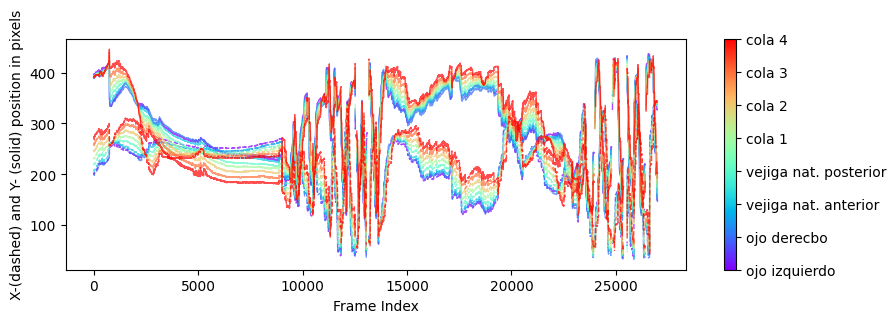 X-(dashed) and Y- (solid) position in pixels
400
300
200
100
0
5000
10000
15000
20000
25000
Frame Index
cola 4
cola 3
cola 2
cola 1
vejiga nat. posterior
vejiga nat. anterior
ojo derecbo
ojo izquierdo